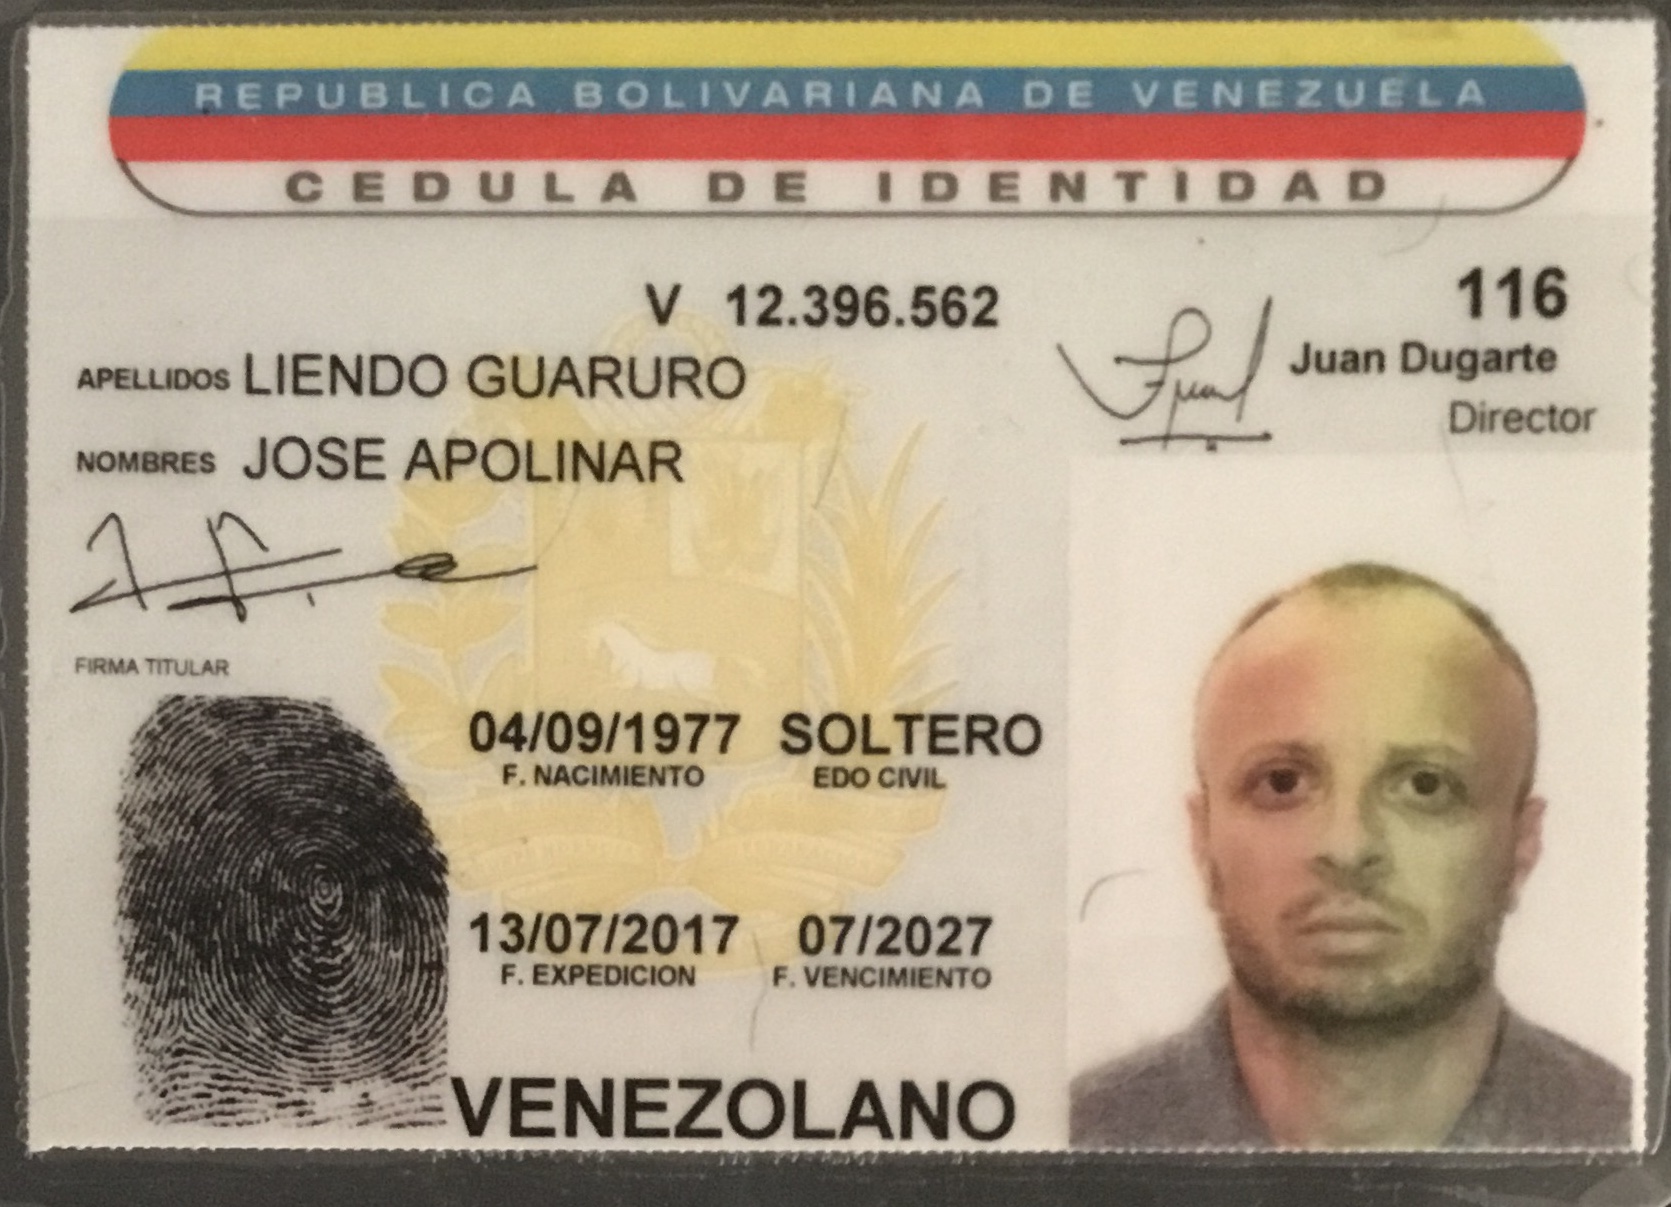 REPUBLICA BOLIVARIANA DE VENEZUELA
CEDULA DE IDENTIDAD
V 12.396.562
116
Juan Dugarte
Director
APELLIDOS LIENDO GUARURO
NOMBRES JOSE APOLINAR
FIRMA TITULAR
04/09/1977 SOLTERO
F. NACIMIENTO EDO CIVIL
13/07/2017 07/2027
F. EXPEDICION F. VENCIMIENTO
VENEZOLANO